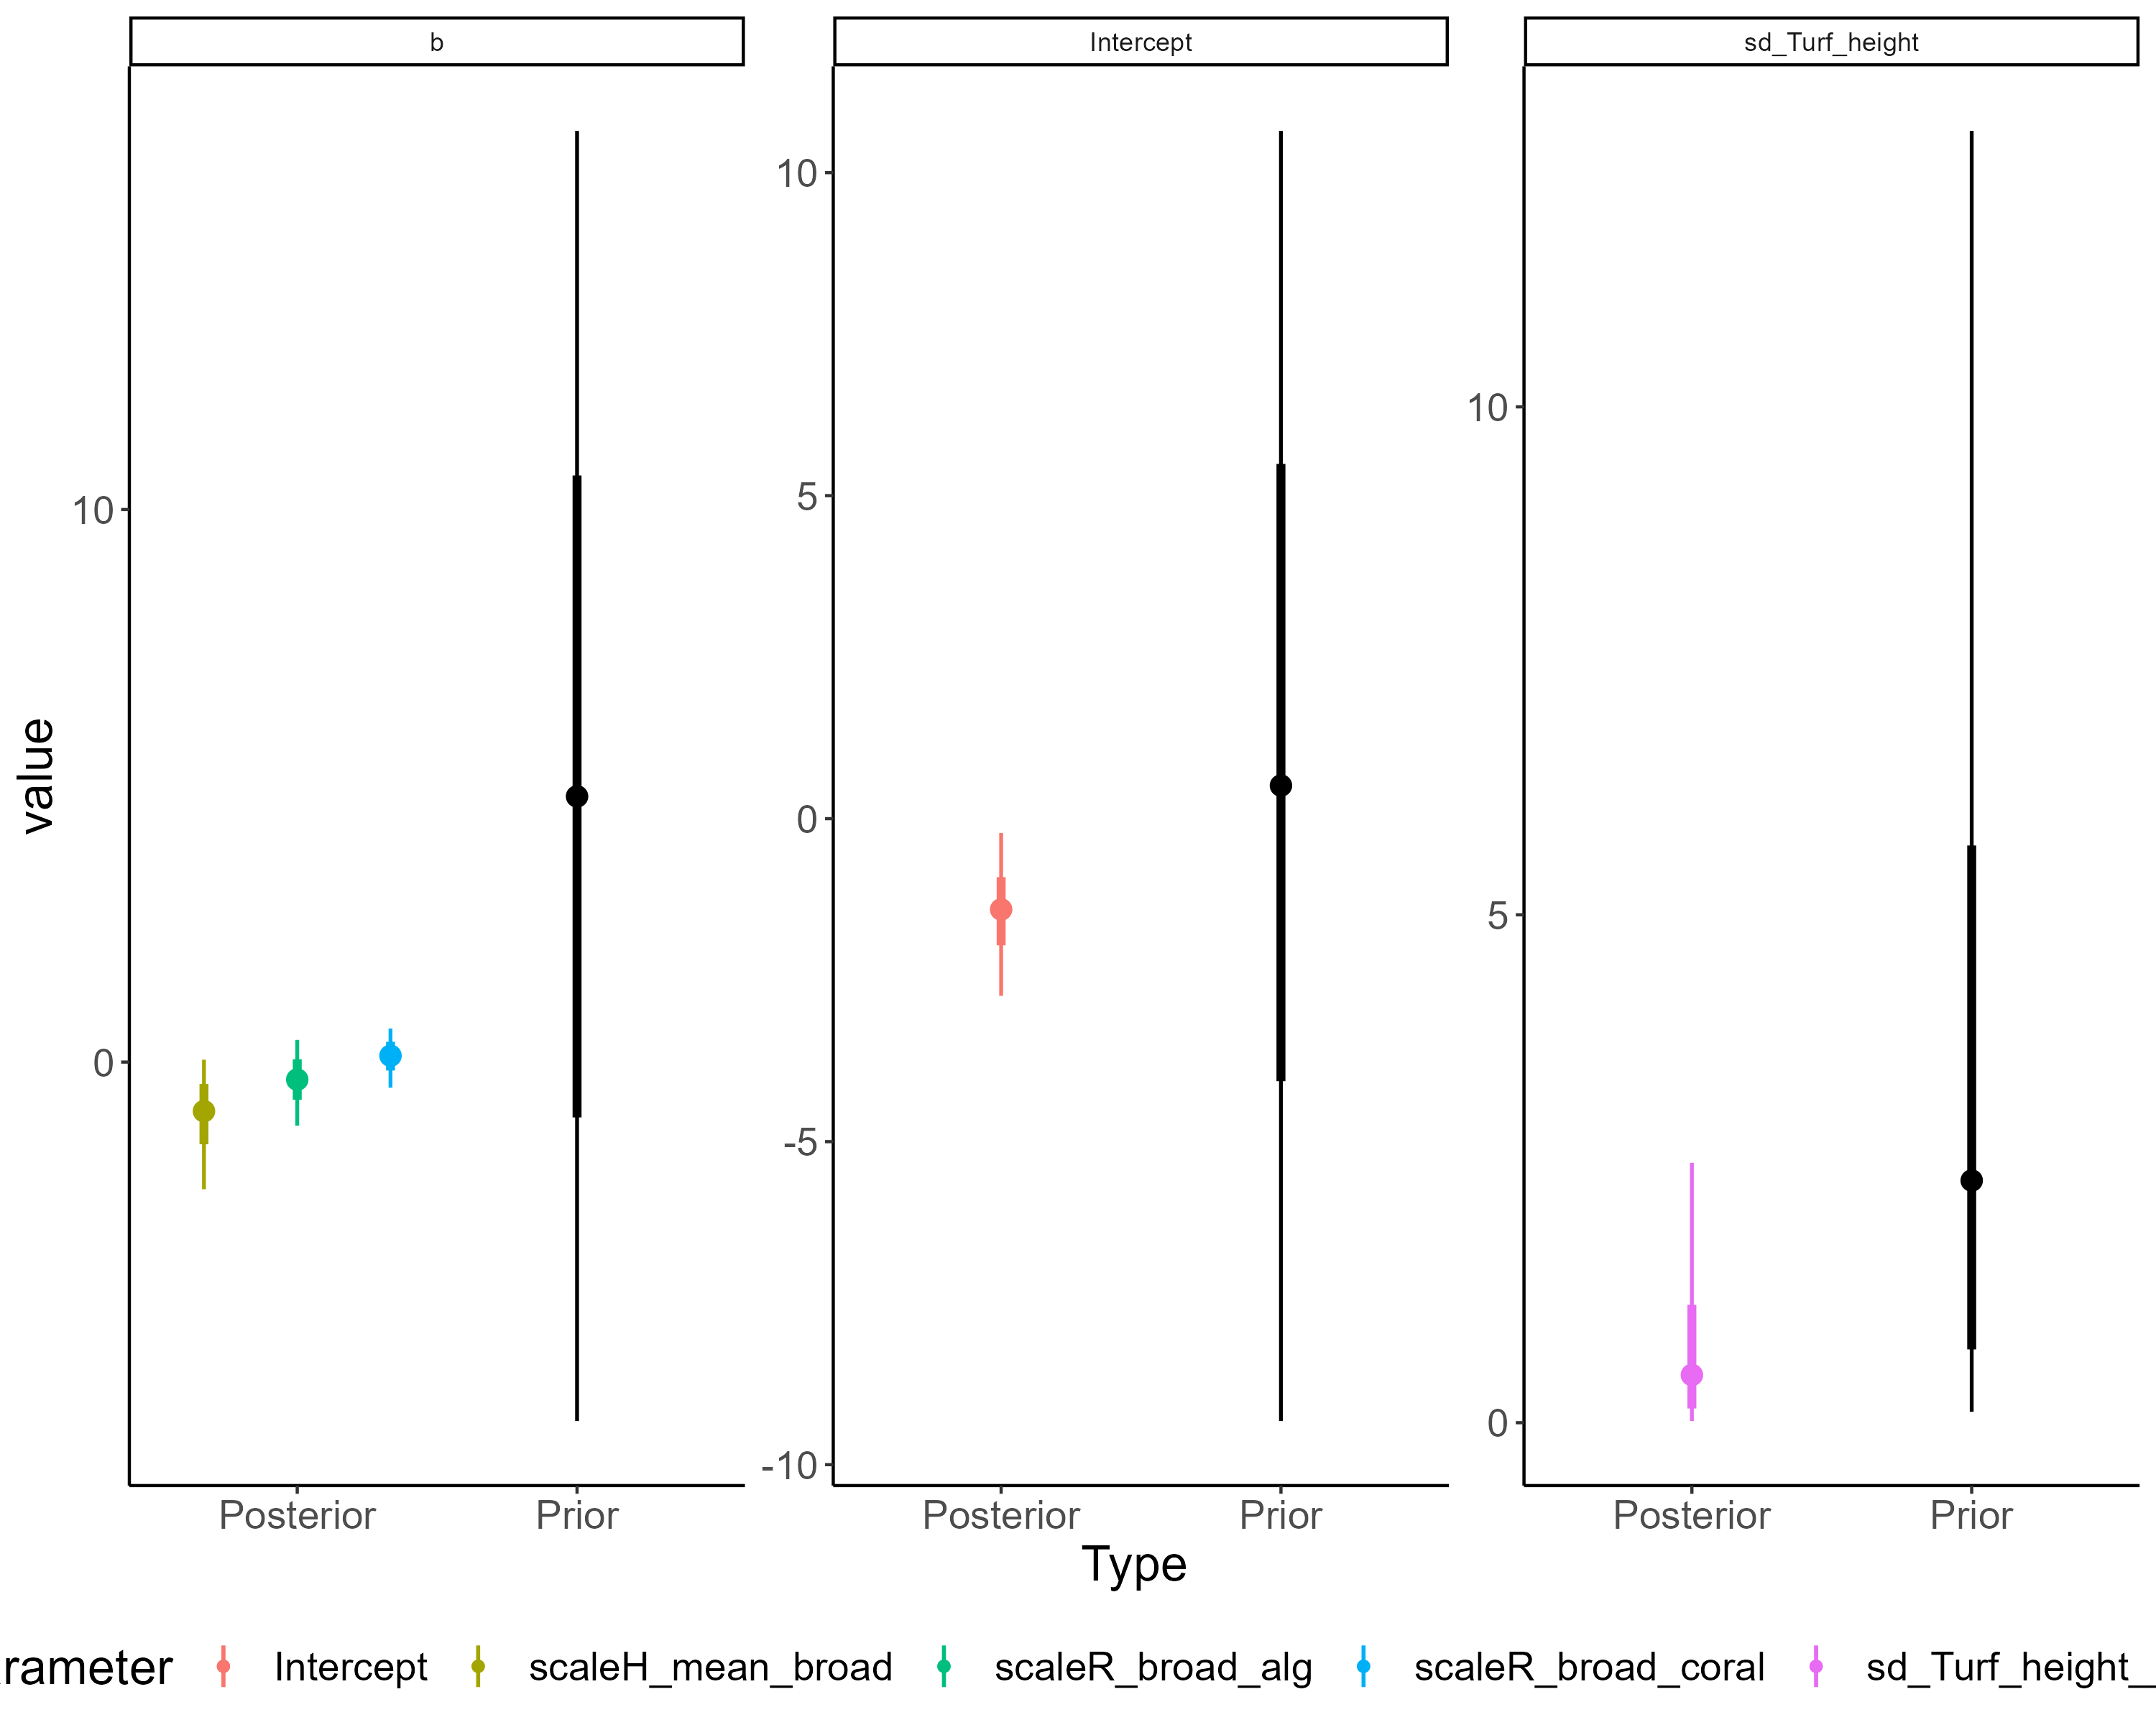 b
Intercept
sd_Turf_height
value
10
0
10
5
0
-5
-10
10
5
0
Posterior Prior
Posterior Prior
Posterior Prior
Type
rameter Intercept scaleH_mean_broad scaleR_broad_alg scaleR_broad_coral sd_Turf_height_